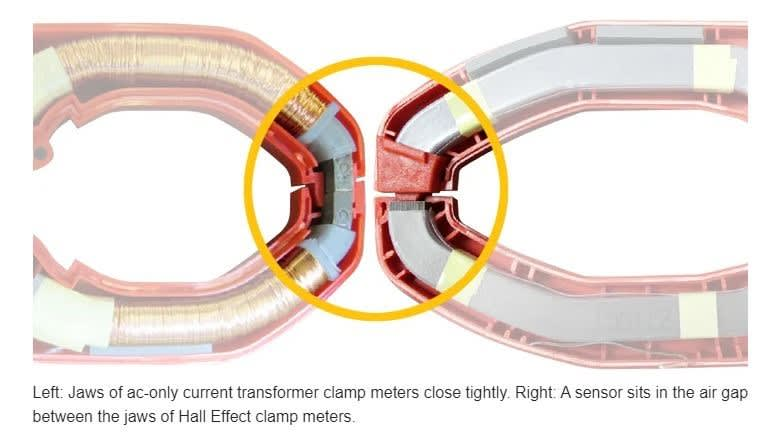 Left: Jaws of ac-only current transformer clamp meters close tightly. Right: A sensor sits in the air gap
between the jaws of Hall Effect clamp meters.